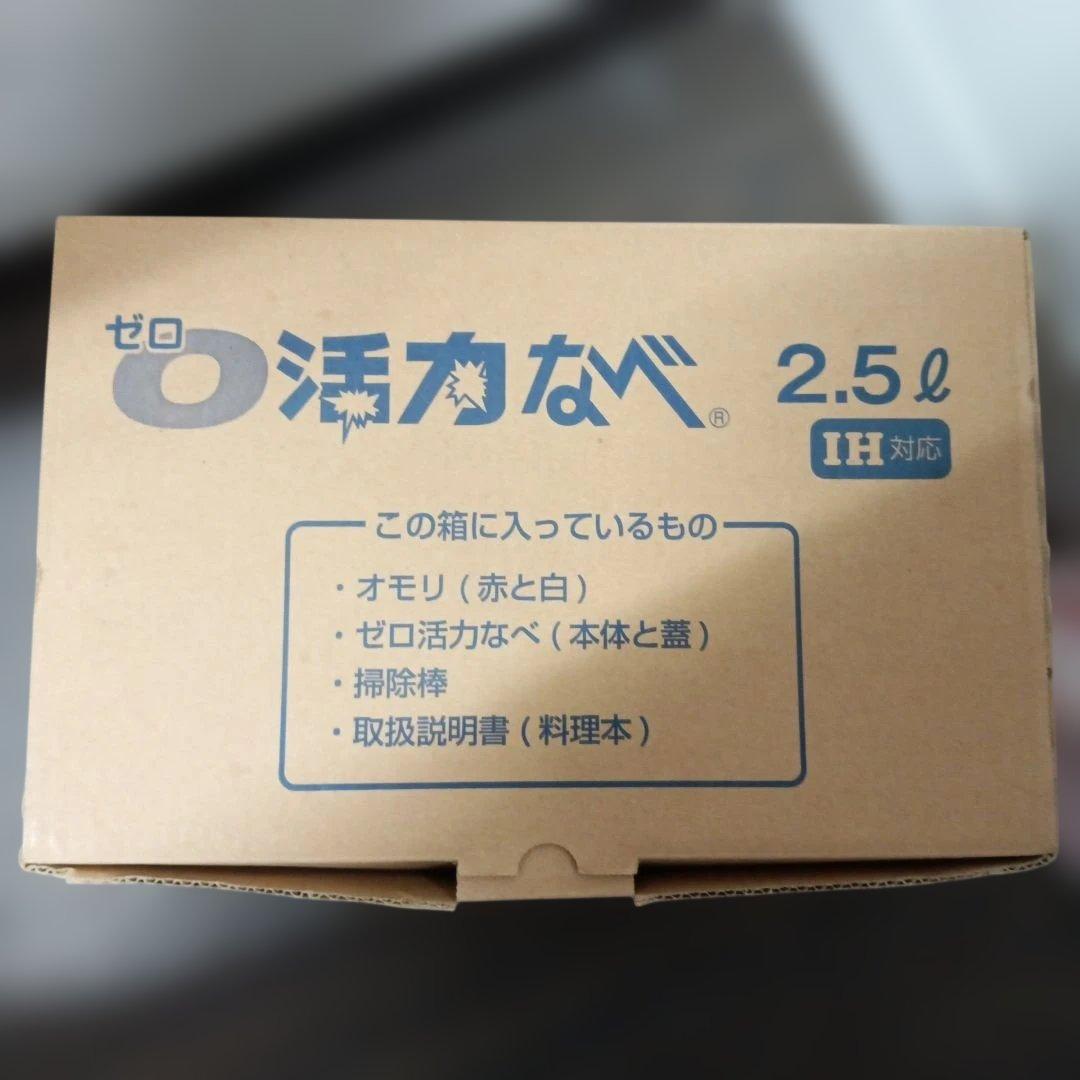 ゼロ
0活力なべ® 2.5ℓ
IH対応
この箱に入っているもの
・オモリ(赤と白)
・ゼロ活力なべ(本体と蓋)
・掃除棒
・取扱説明書(料理本)